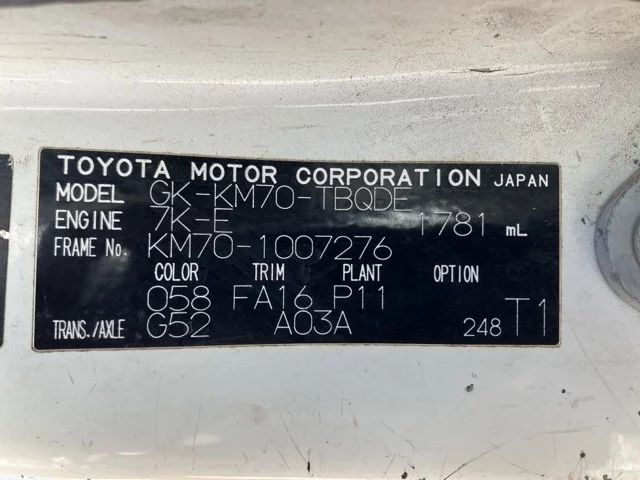 TOYOTA MOTOR CORPORATION JAPAN
MODEL GK-KM70-TBQDE
ENGINE 7K-E 1781 mL
FRAME No. KM70-1007276
COLOR TRIM PLANT OPTION
058 FA16 P11
TRANS./AXLE G52 A03A 248 T1